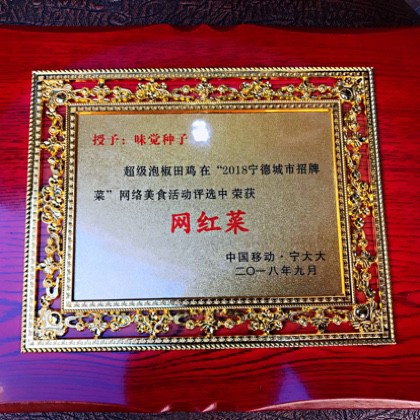 授予：味觉种子
超级泡椒田鸡在“2018宁德城市招牌
菜”网络美食活动评选中荣获
网红菜
中国移动·宁大大
二〇一八年九月